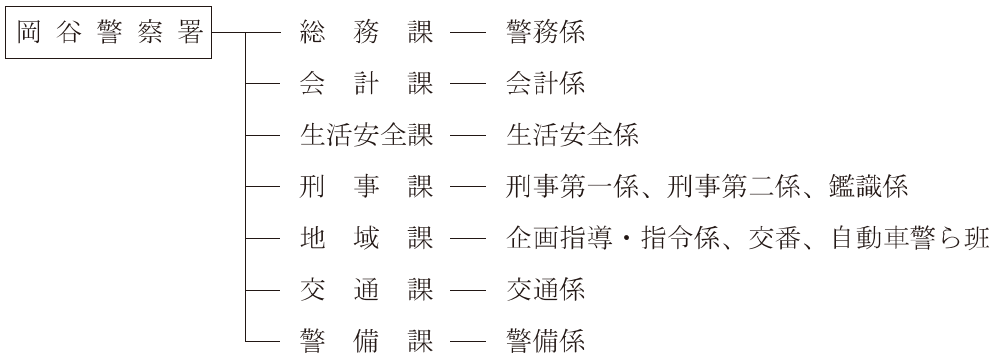 岡谷警察署 総務課 警務係
会計課 会計係
生活安全課 生活安全係
刑事課 刑事第一係、刑事第二係、鑑識係
地域課 企画指導・指令係、交番、自動車警ら班
交通課 交通係
警備課 警備係